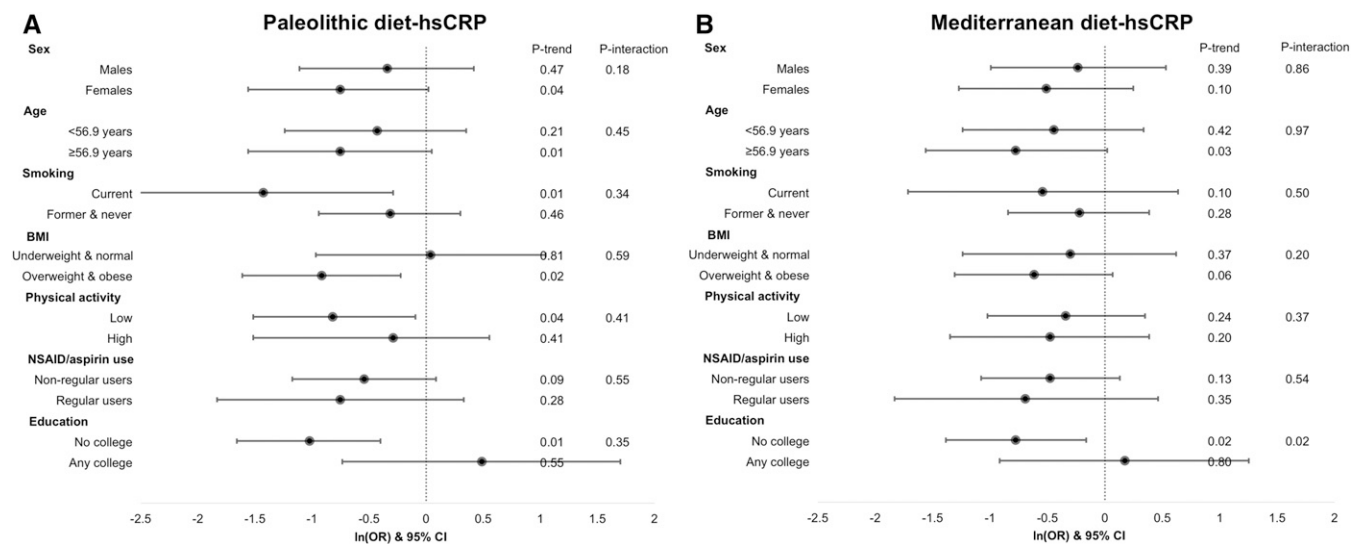 A Paleolithic diet-hsCRP
Sex P-trend P-interaction
Males 0.47 0.18
Females 0.04
Age
<56.9 years 0.21 0.45
≥56.9 years 0.01
Smoking
Current 0.01 0.34
Former & never 0.46
BMI
Underweight & normal 0.81 0.59
Overweight & obese 0.02
Physical activity
Low 0.04 0.41
High 0.41
NSAID/aspirin use
Non-regular users 0.09 0.55
Regular users 0.28
Education
No college 0.01 0.35
Any college 0.55
-2.5 -2 -1.5 -1 -0.5 0 0.5 1 1.5 2
ln(OR) & 95% CI
B Mediterranean diet-hsCRP
Sex P-trend P-interaction
Males 0.39 0.86
Females 0.10
Age
<56.9 years 0.42 0.97
≥56.9 years 0.03
Smoking
Current 0.10 0.50
Former & never 0.28
BMI
Underweight & normal 0.37 0.20
Overweight & obese 0.06
Physical activity
Low 0.24 0.37
High 0.20
NSAID/aspirin use
Non-regular users 0.13 0.54
Regular users 0.35
Education
No college 0.02 0.02
Any college 0.80
-2.5 -2 -1.5 -1 -0.5 0 0.5 1 1.5 2
ln(OR) & 95% CI